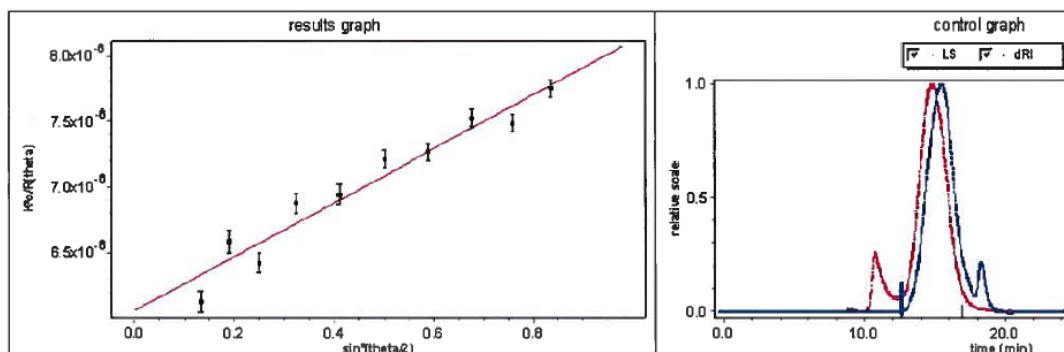 results graph
K*c/R(theta)
8.0x10⁻⁶
7.5x10⁻⁶
7.0x10⁻⁶
6.5x10⁻⁶
0.0 0.2 0.4 0.6 0.8
sin²(theta/2)
control graph
LS dRI
relative scale
1.0
0.5
0.0
0.0 10.0 20.0
time (min)